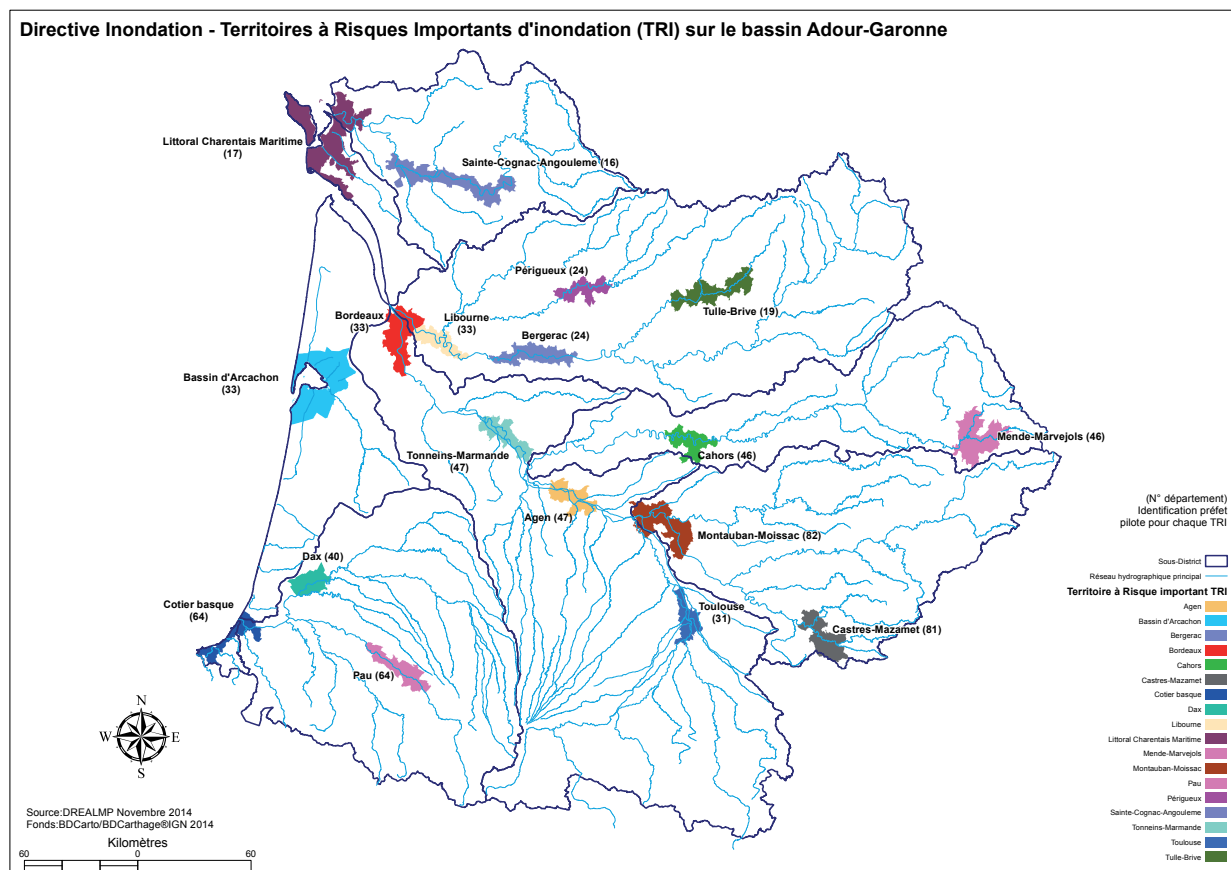 Directive Inondation - Territoires à Risques Importants d'inondation (TRI) sur le bassin Adour-Garonne
Littoral Charentais Maritime
(17)
Sainte-Cognac-Angouleme (16)
Périgueux (24)
Tulle-Brive (19)
Bordeaux
(33)
Libourne
(33)
Bergerac (24)
Bassin d'Arcachon
(33)
Tonneins-Marmande
(47)
Cahors (46)
Mende-Marvejols (46)
Agen (47)
Montauban-Moissac (82)
Dax (40)
Cotier basque
(64)
Toulouse
(31)
Castres-Mazamet (81)
Pau (64)
(N° département)
Identification préfet
pilote pour chaque TRI
Sous-District
Réseau hydrographique principal
Territoire à Risque important TRI
Agen
Bassin d'Arcachon
Bergerac
Bordeaux
Cahors
Castres-Mazamet
Cotier basque
Dax
Libourne
Littoral Charentais Maritime
Mende-Marvejols
Montauban-Moissac
Pau
Périgueux
Sainte-Cognac-Angouleme
Tonneins-Marmande
Toulouse
Tulle-Brive
N
W E
S
Source:DREALMP Novembre 2014
Fonds:BDCarto/BDCarthage®IGN 2014
Kilomètres
60 0 60